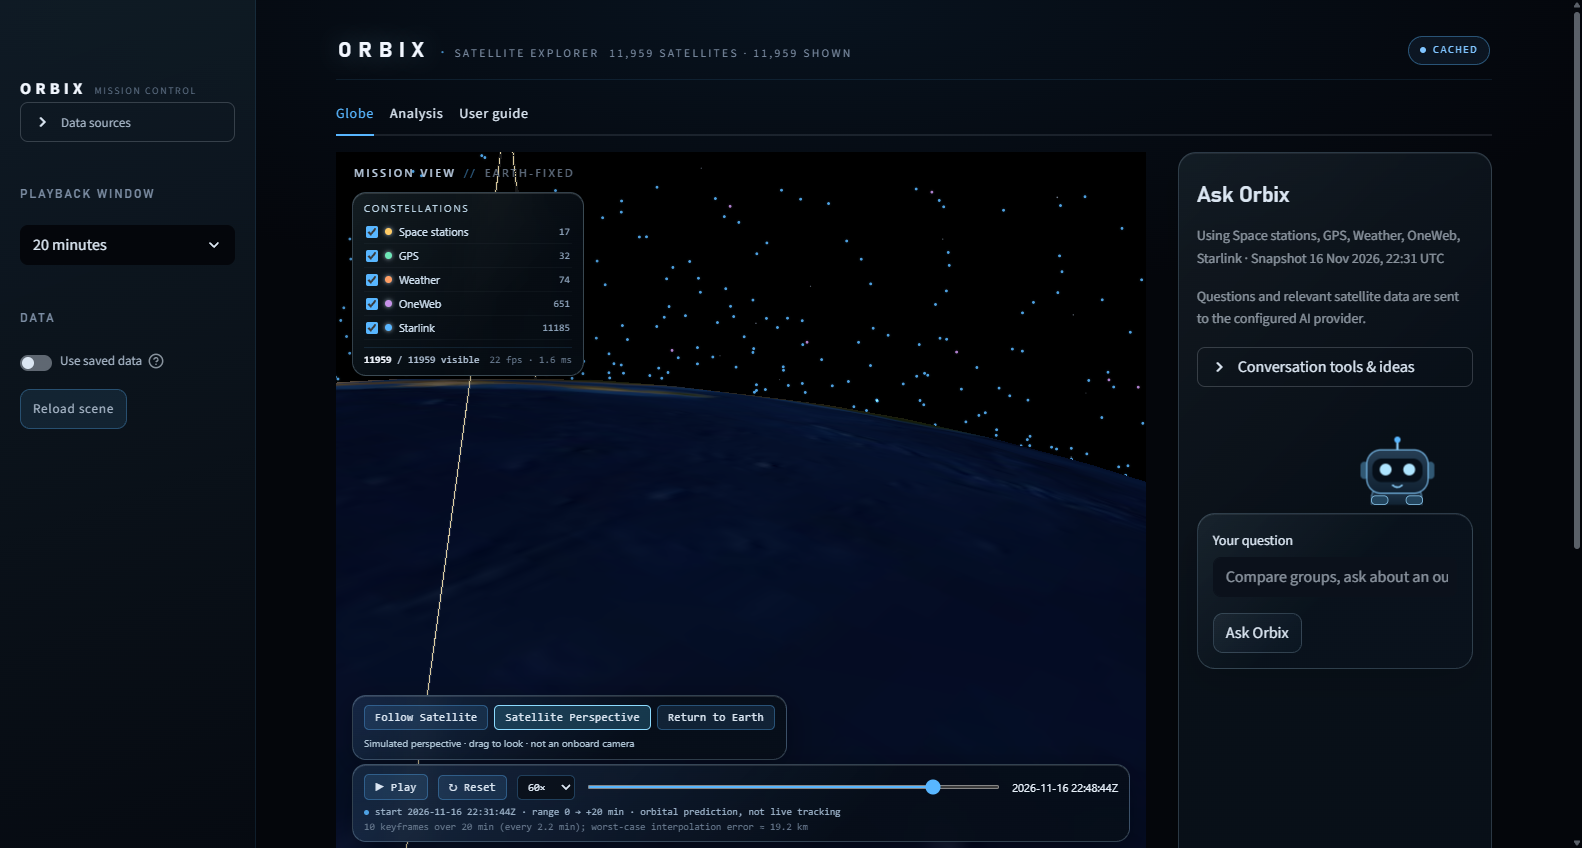 ORBIX MISSION CONTROL
Data sources
PLAYBACK WINDOW
20 minutes
DATA
Use saved data ?
Reload scene
ORBIX · SATELLITE EXPLORER 11,959 SATELLITES · 11,959 SHOWN
CACHED
Globe Analysis User guide
MISSION VIEW // EARTH-FIXED
CONSTELLATIONS
Space stations 17
GPS 32
Weather 74
OneWeb 651
Starlink 11185
11959 / 11959 visible 22 fps · 1.6 ms
Follow Satellite Satellite Perspective Return to Earth
Simulated perspective · drag to look · not an onboard camera
▶ Play ↻ Reset 60× 2026-11-16 22:48:44Z
start 2026-11-16 22:31:44Z · range 0 → +20 min · orbital prediction, not live tracking
10 keyframes over 20 min (every 2.2 min); worst-case interpolation error ≈ 19.2 km
Ask Orbix
Using Space stations, GPS, Weather, OneWeb,
Starlink · Snapshot 16 Nov 2026, 22:31 UTC
Questions and relevant satellite data are sent
to the configured AI provider.
Conversation tools & ideas
Your question
Compare groups, ask about an ou
Ask Orbix